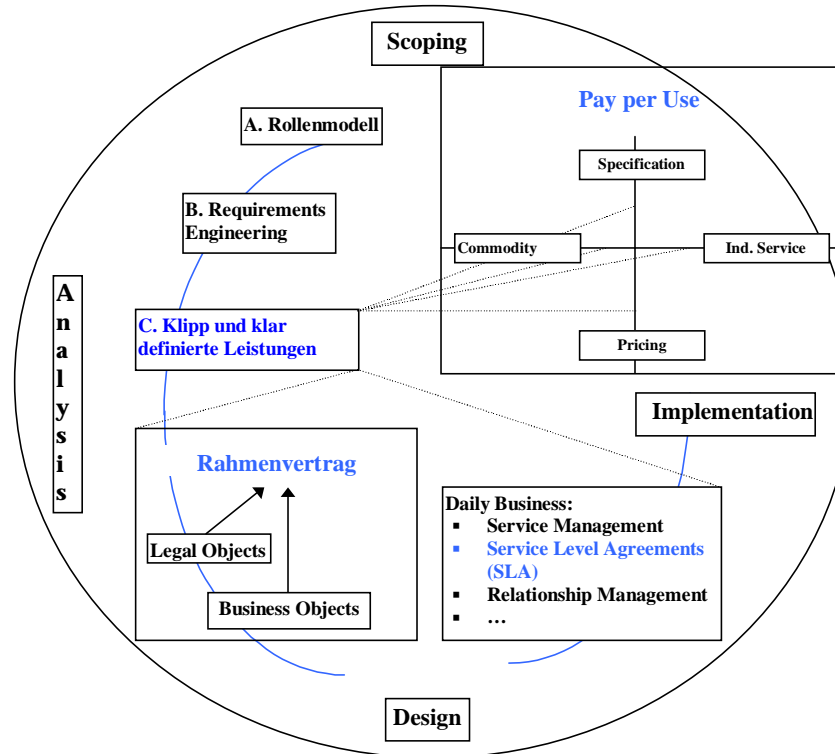 Scoping
Pay per Use
A. Rollenmodell
Specification
B. Requirements
Engineering
Commodity
Ind. Service
Analysis
C. Klipp und klar
definierte Leistungen
Pricing
Implementation
Rahmenvertrag
Legal Objects
Business Objects
Daily Business:
▪ Service Management
▪ Service Level Agreements
(SLA)
▪ Relationship Management
▪ …
Design